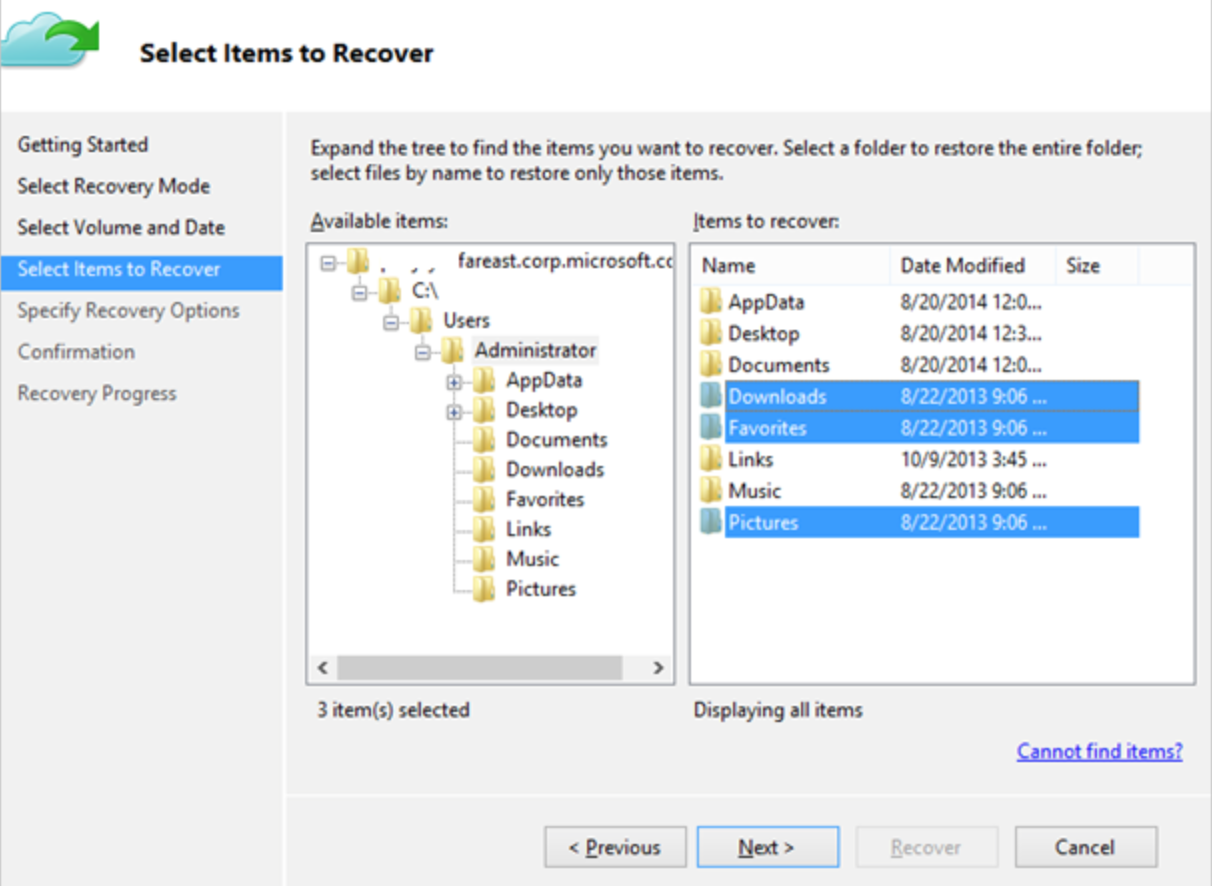 Select Items to Recover
Getting Started
Select Recovery Mode
Select Volume and Date
Select Items to Recover
Specify Recovery Options
Confirmation
Recovery Progress
Expand the tree to find the items you want to recover. Select a folder to restore the entire folder;
select files by name to restore only those items.
Available items:
fareast.corp.microsoft.cc
C:\
Users
Administrator
AppData
Desktop
Documents
Downloads
Favorites
Links
Music
Pictures
3 item(s) selected
Items to recover:
Name Date Modified Size
AppData 8/20/2014 12:0...
Desktop 8/20/2014 12:3...
Documents 8/20/2014 12:0...
Downloads 8/22/2013 9:06 ...
Favorites 8/22/2013 9:06 ...
Links 10/9/2013 3:45 ...
Music 8/22/2013 9:06 ...
Pictures 8/22/2013 9:06 ...
Displaying all items
Cannot find items?
< Previous
Next >
Recover
Cancel